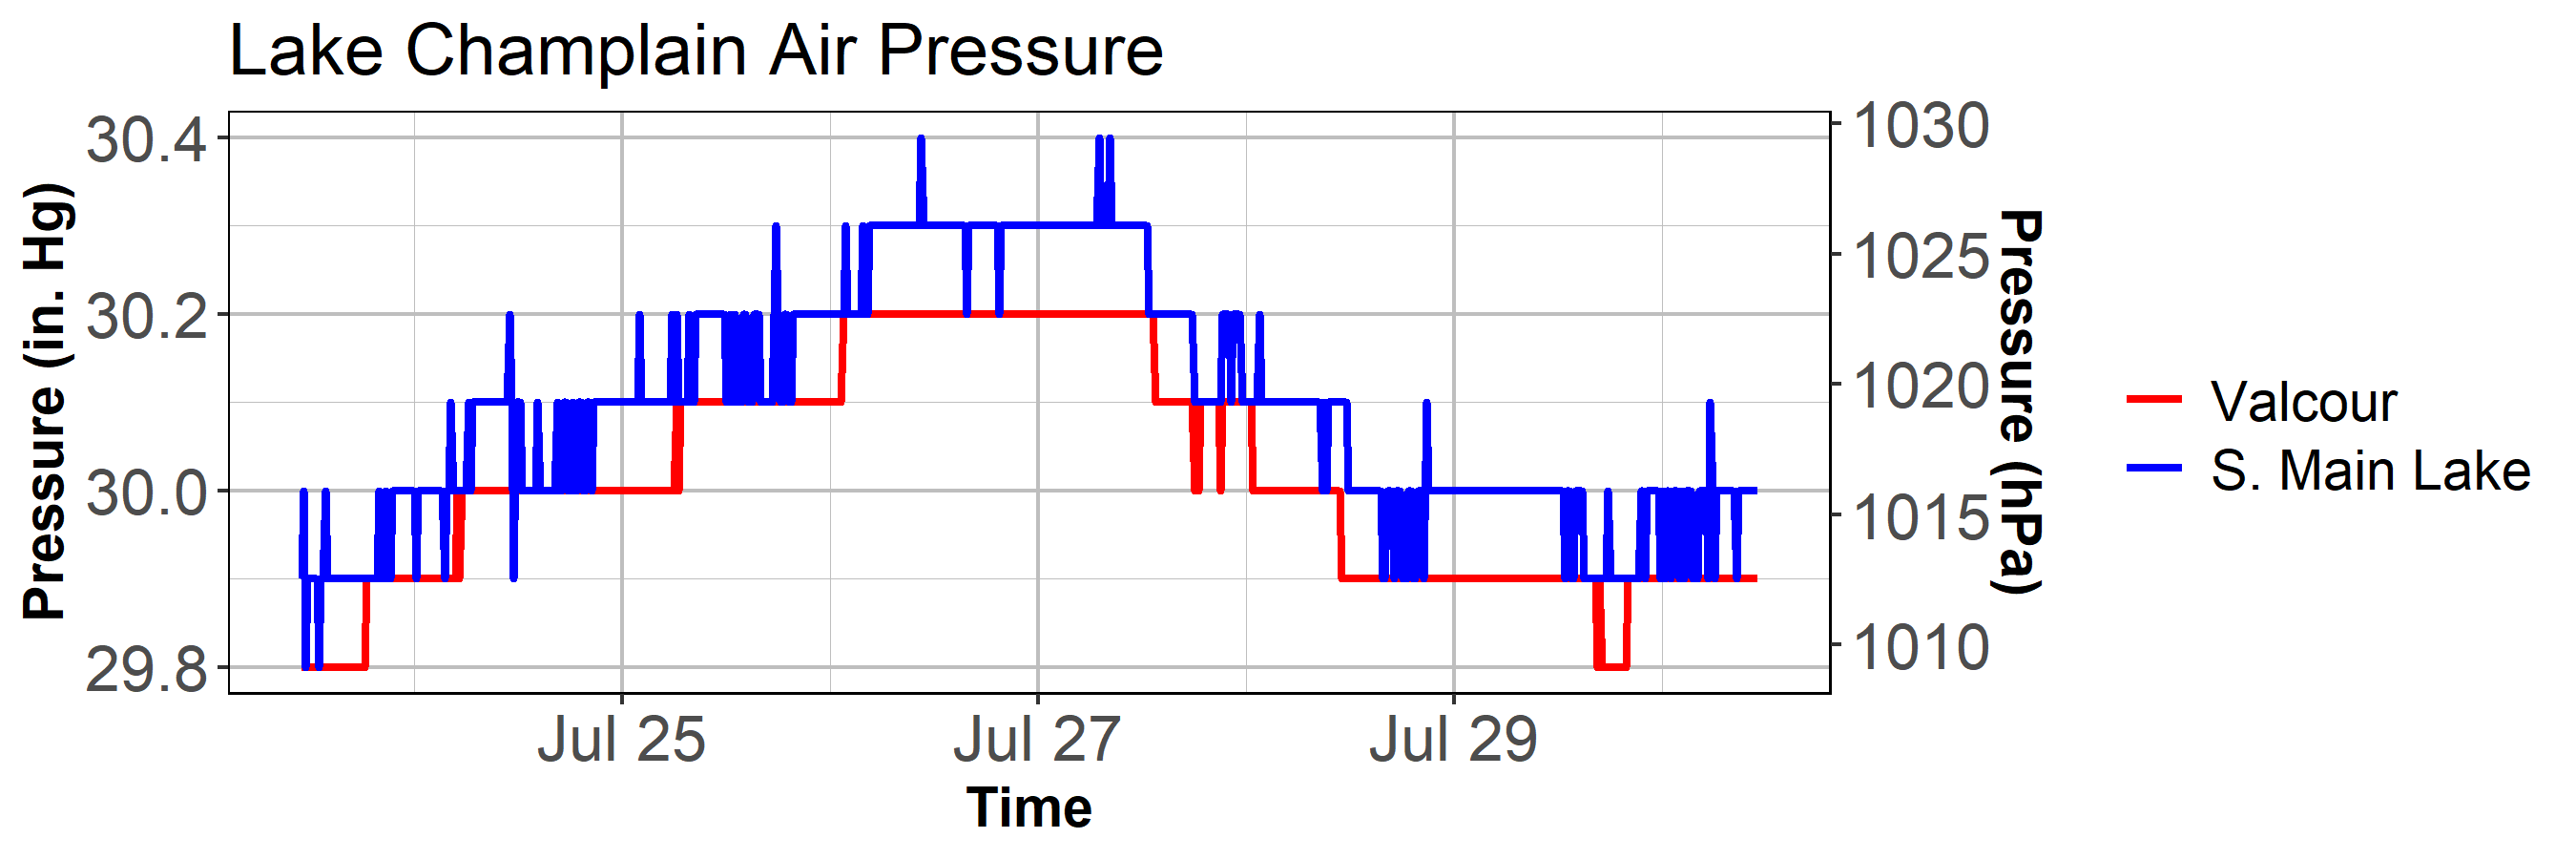 Lake Champlain Air Pressure
Pressure (in. Hg)
30.4
30.2
30.0
29.8
1030
1025
1020
1015
1010
Pressure (hPa)
Jul 25
Jul 27
Jul 29
Time
Valcour
S. Main Lake